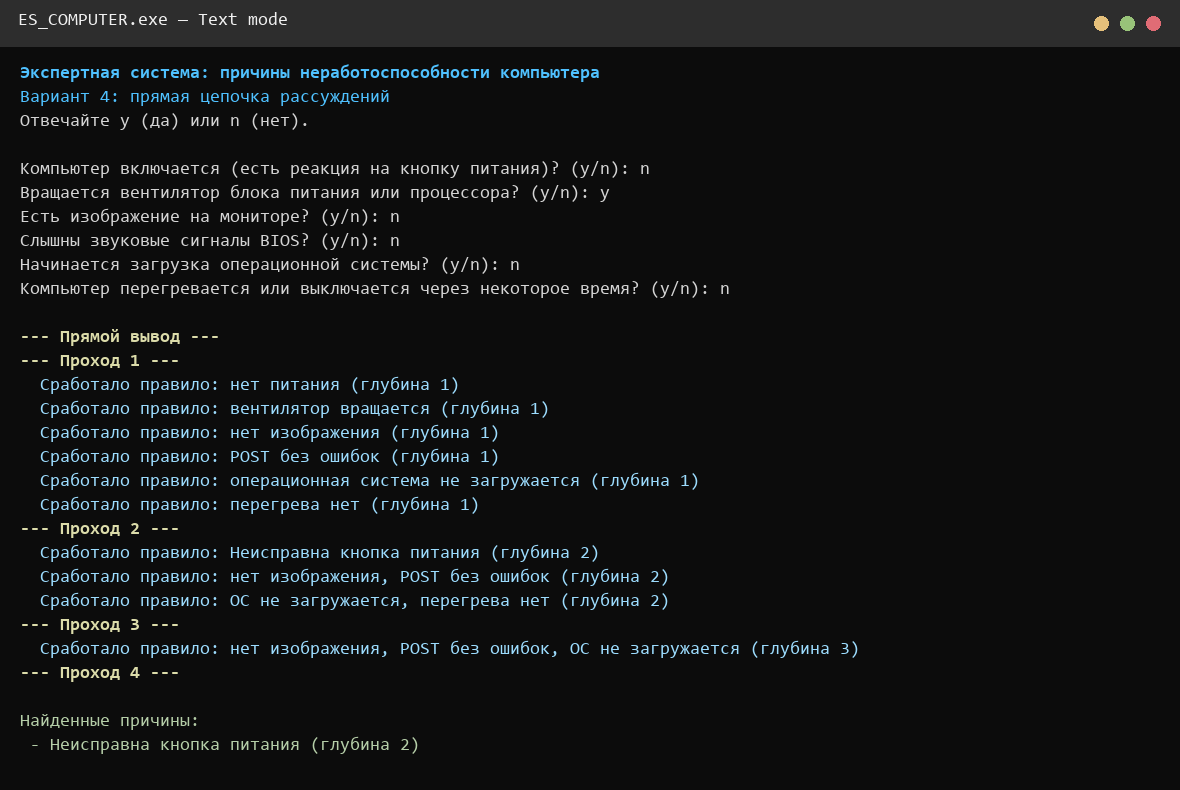 ES_COMPUTER.exe — Text mode
Экспертная система: причины неработоспособности компьютера
Вариант 4: прямая цепочка рассуждений
Отвечайте y (да) или n (нет).
Компьютер включается (есть реакция на кнопку питания)? (y/n): n
Вращается вентилятор блока питания или процессора? (y/n): y
Есть изображение на мониторе? (y/n): n
Слышны звуковые сигналы BIOS? (y/n): n
Начинается загрузка операционной системы? (y/n): n
Компьютер перегревается или выключается через некоторое время? (y/n): n
--- Прямой вывод ---
--- Проход 1 ---
Сработало правило: нет питания (глубина 1)
Сработало правило: вентилятор вращается (глубина 1)
Сработало правило: нет изображения (глубина 1)
Сработало правило: POST без ошибок (глубина 1)
Сработало правило: операционная система не загружается (глубина 1)
Сработало правило: перегрева нет (глубина 1)
--- Проход 2 ---
Сработало правило: Неисправна кнопка питания (глубина 2)
Сработало правило: нет изображения, POST без ошибок (глубина 2)
Сработало правило: ОС не загружается, перегрева нет (глубина 2)
--- Проход 3 ---
Сработало правило: нет изображения, POST без ошибок, ОС не загружается (глубина 3)
--- Проход 4 ---
Найденные причины:
- Неисправна кнопка питания (глубина 2)